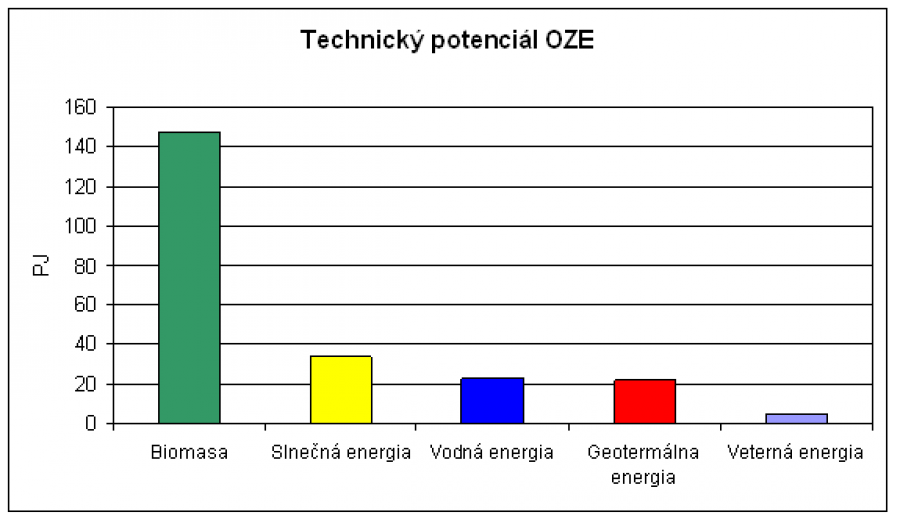 Technický potenciál OZE
160
140
120
100
80
60
40
20
0
PJ
Biomasa
Slnečná energia
Vodná energia
Geotermálna
energia
Veterná energia